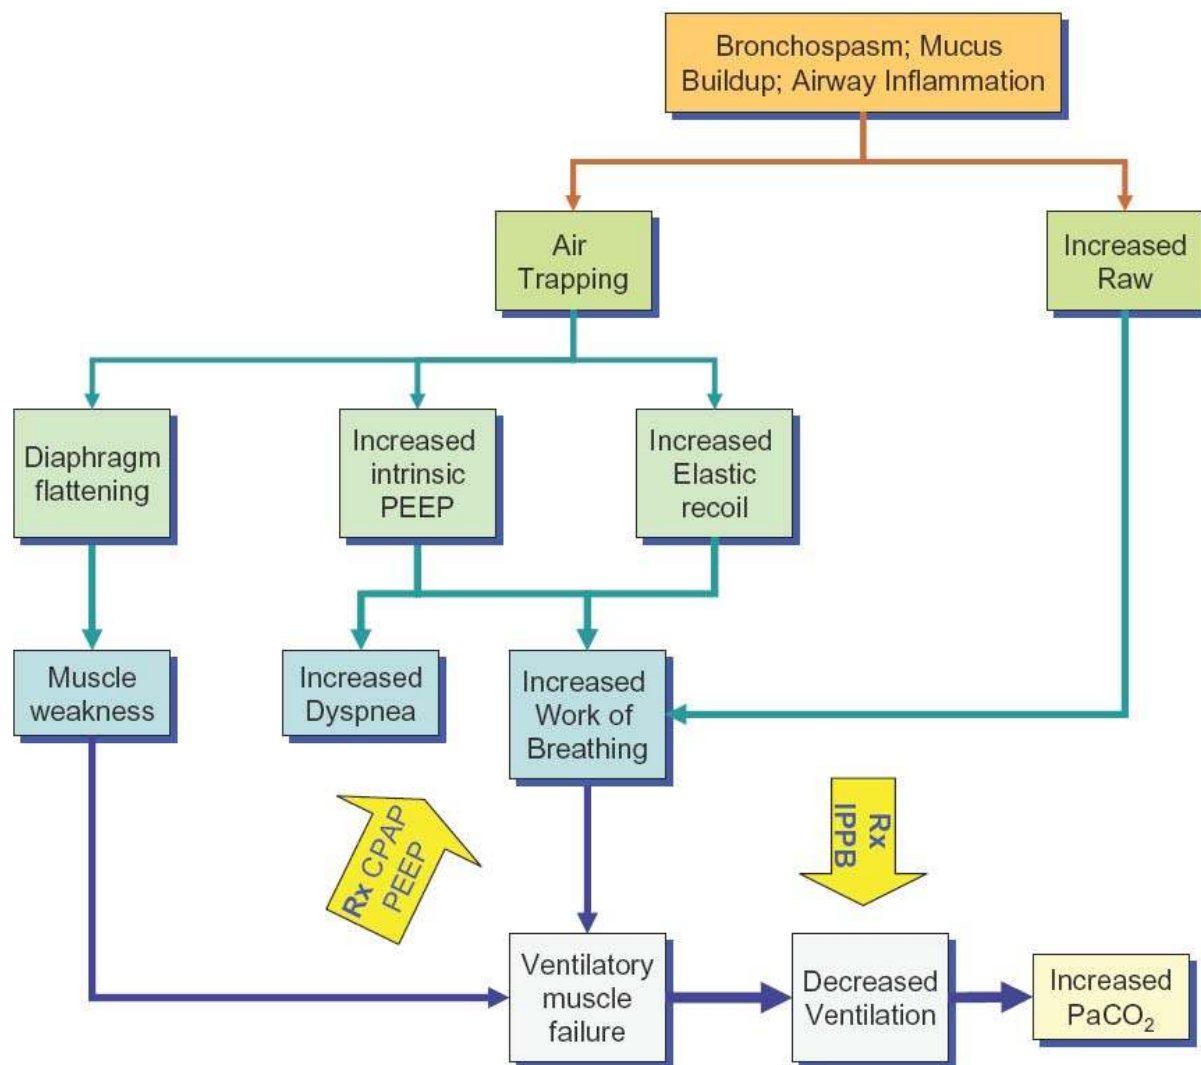 Bronchospasm; Mucus
Buildup; Airway Inflammation
Air
Trapping
Increased
Raw
Diaphragm
flattening
Increased
intrinsic
PEEP
Increased
Elastic
recoil
Muscle
weakness
Increased
Dyspnea
Increased
Work of
Breathing
Rx CPAP
PEEP
Rx
IPPB
Ventilatory
muscle
failure
Decreased
Ventilation
Increased
PaCO₂